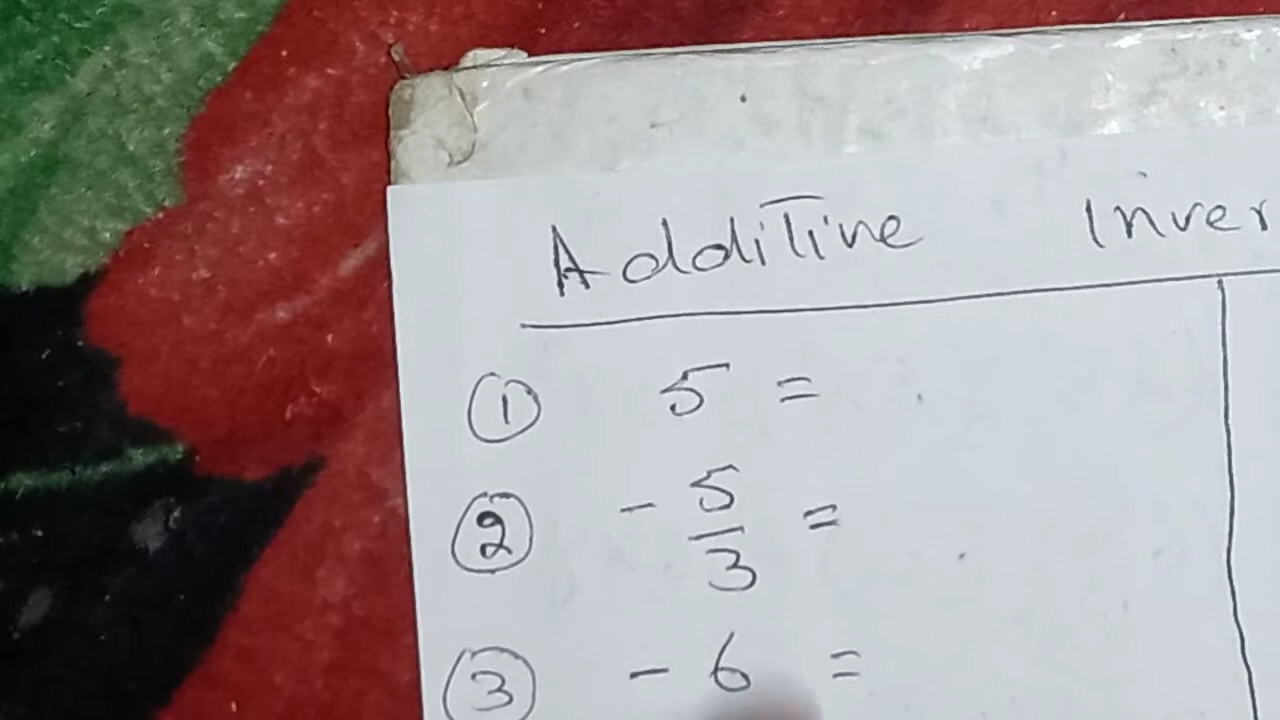 Additive Inver
① 5 =
② - 5/3 =
③ - 6 =